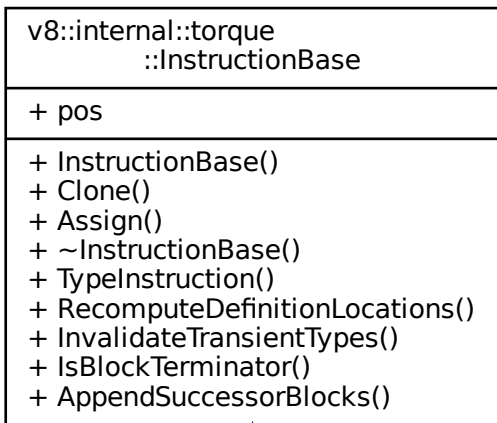 v8::internal::torque
::InstructionBase
+ pos
+ InstructionBase()
+ Clone()
+ Assign()
+ ~InstructionBase()
+ TypeInstruction()
+ RecomputeDefinitionLocations()
+ InvalidateTransientTypes()
+ IsBlockTerminator()
+ AppendSuccessorBlocks()